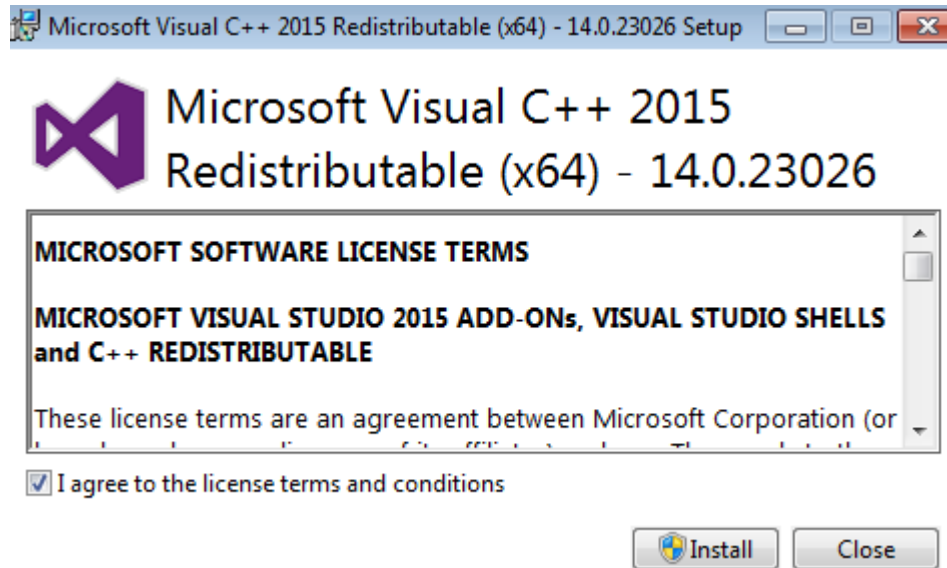 Microsoft Visual C++ 2015 Redistributable (x64) - 14.0.23026 Setup
Microsoft Visual C++ 2015
Redistributable (x64) - 14.0.23026
MICROSOFT SOFTWARE LICENSE TERMS
MICROSOFT VISUAL STUDIO 2015 ADD-ONs, VISUAL STUDIO SHELLS
and C++ REDISTRIBUTABLE
These license terms are an agreement between Microsoft Corporation (or
I agree to the license terms and conditions
Install
Close